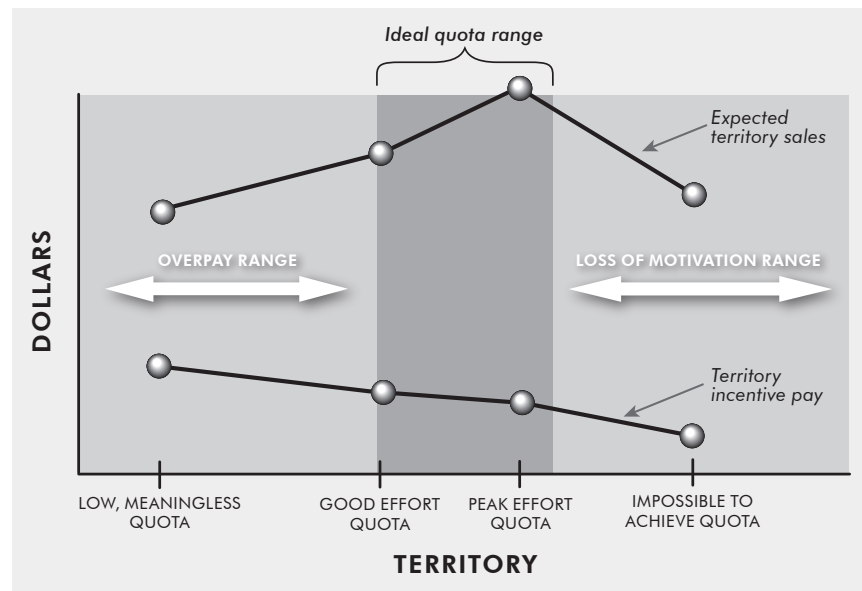 Ideal quota range
Expected
territory sales
OVERPAY RANGE
LOSS OF MOTIVATION RANGE
DOLLARS
Territory
incentive pay
LOW, MEANINGLESS
QUOTA
GOOD EFFORT
QUOTA
PEAK EFFORT
QUOTA
IMPOSSIBLE TO
ACHIEVE QUOTA
TERRITORY